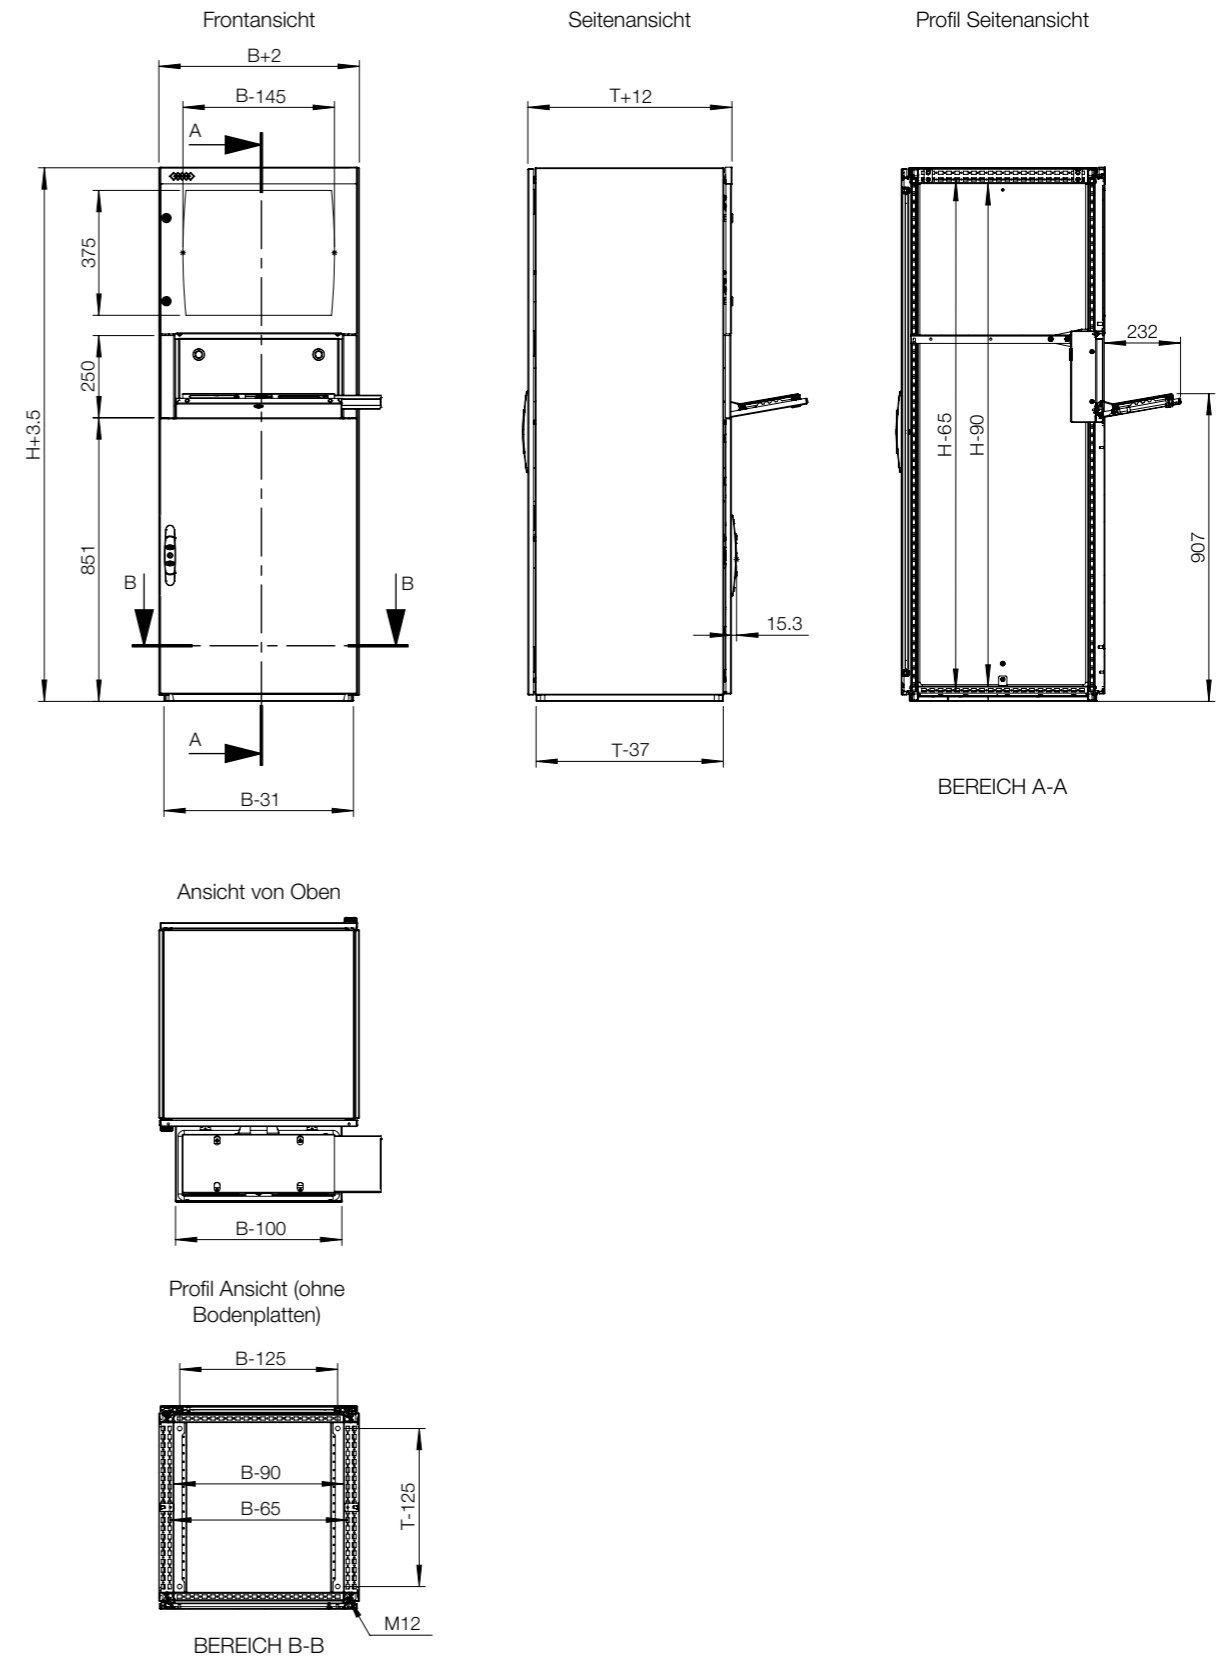 Frontansicht
Seitenansicht
Profil Seitenansicht
B+2
B-145
A
T+12
375
250
H+3.5
851
B
B
A
B-31
15.3
T-37
232
H-65
H-90
907
BEREICH A-A
Ansicht von Oben
B-100
Profil Ansicht (ohne
Bodenplatten)
B-125
B-90
B-65
T-125
M12
BEREICH B-B